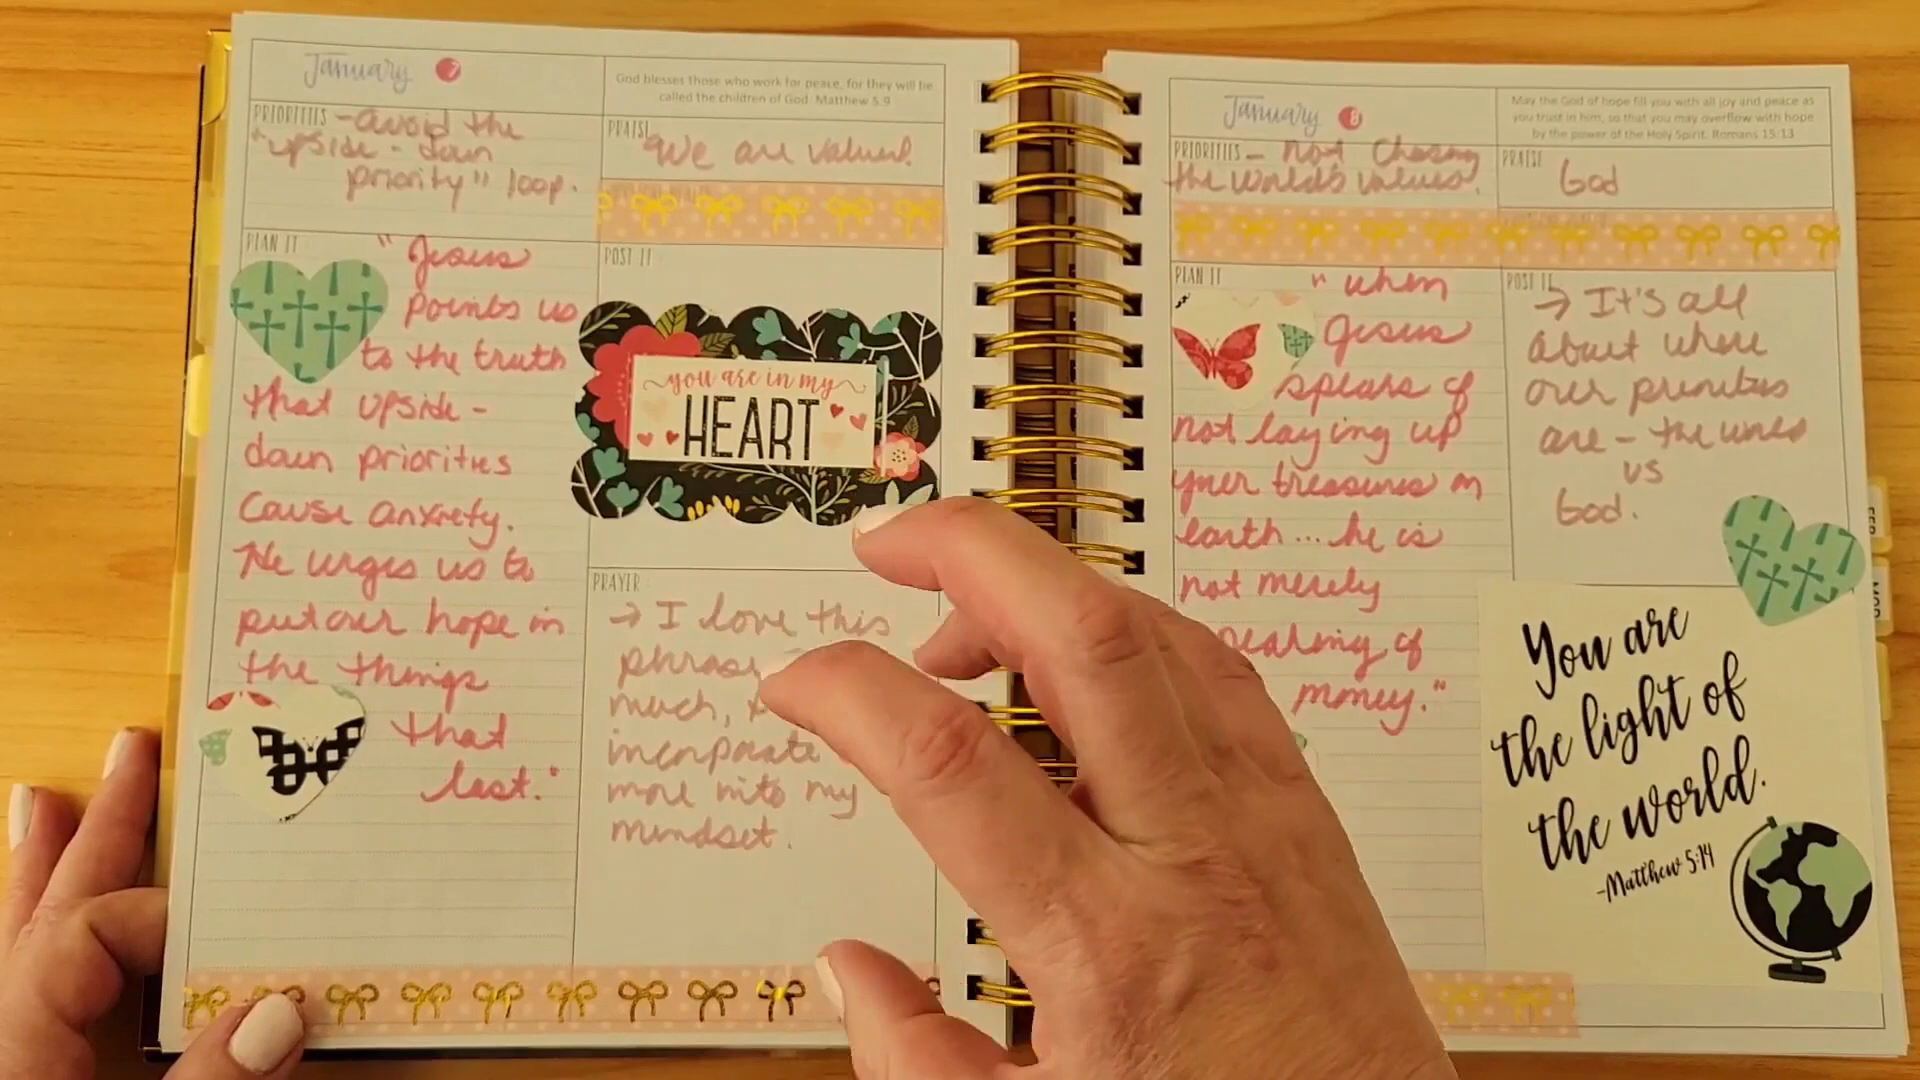 January 7
God blesses those who work for peace, for they will be
called the children of God. Matthew 5:9
PRIORITIES - avoid the
"upside - down
priority" loop.
PRAISE
We are valued.
PLAN IT
"Jesus
points us
to the truth
that upside-
down priorities
cause anxiety.
He urges us to
put our hope in
the things
that
last."
POST IT
you are in my
HEART
PRAYER
→ I love this
phrase
much,
incorporate
more into my
mindset.
January 8
May the God of hope fill you with all joy and peace as
you trust in him, so that you may overflow with hope
by the power of the Holy Spirit. Romans 15:13
PRIORITIES - not chasing
the world's values.
PRAISE
God
PLAN IT
"when
Jesus
speaks of
not laying up
your treasures on
earth... he is
not merely
speaking of
money."
POST IT
→ It's all
about where
our priorities
are - the world
vs
God.
You are
the light of
the world.
-Matthew 5:14
FEB
MAR